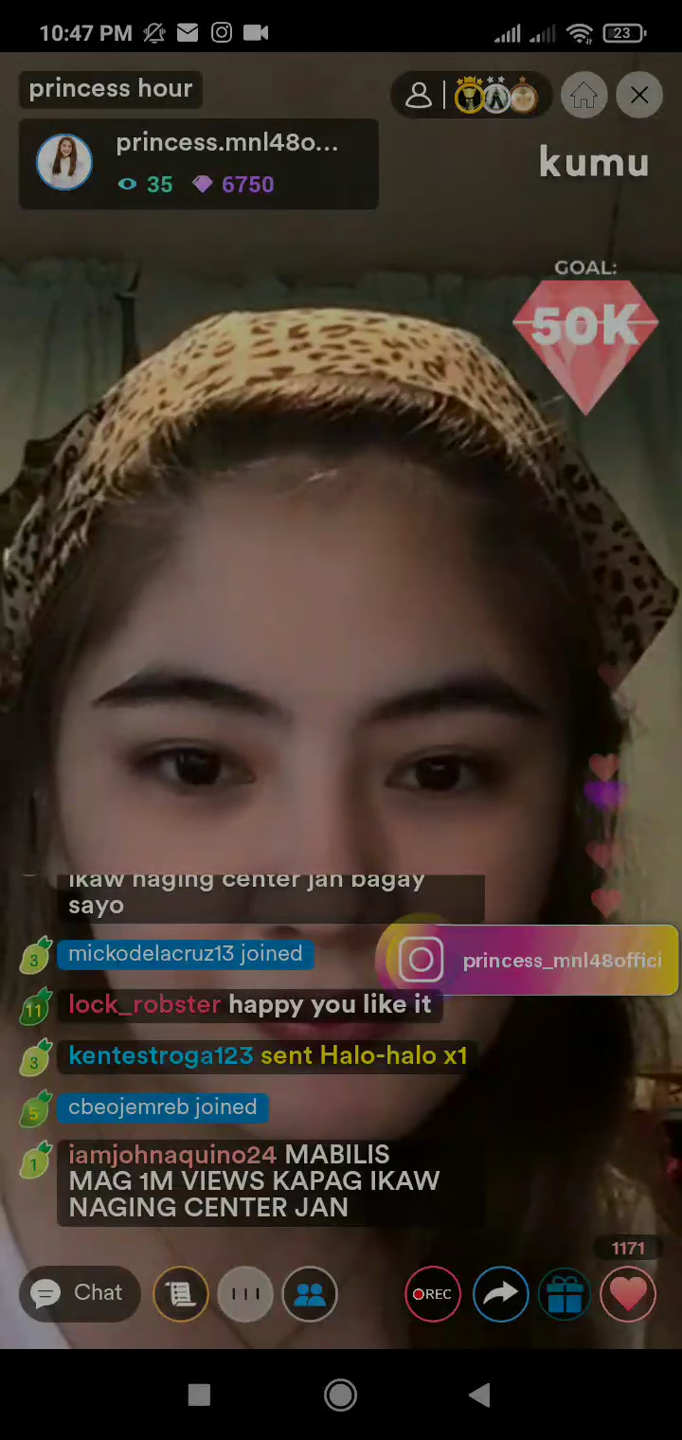 10:47 PM
23
princess hour
princess.mnl48o...
35 6750
kumu
GOAL:
50K
ikaw naging center jan bagay
sayo
3 mickodelacruz13 joined
princess_mnl48offici
11 lock_robster happy you like it
3 kentestroga123 sent Halo-halo x1
5 cbeojemreb joined
1 iamjohnaquino24 MABILIS
MAG 1M VIEWS KAPAG IKAW
NAGING CENTER JAN
1171
Chat
REC